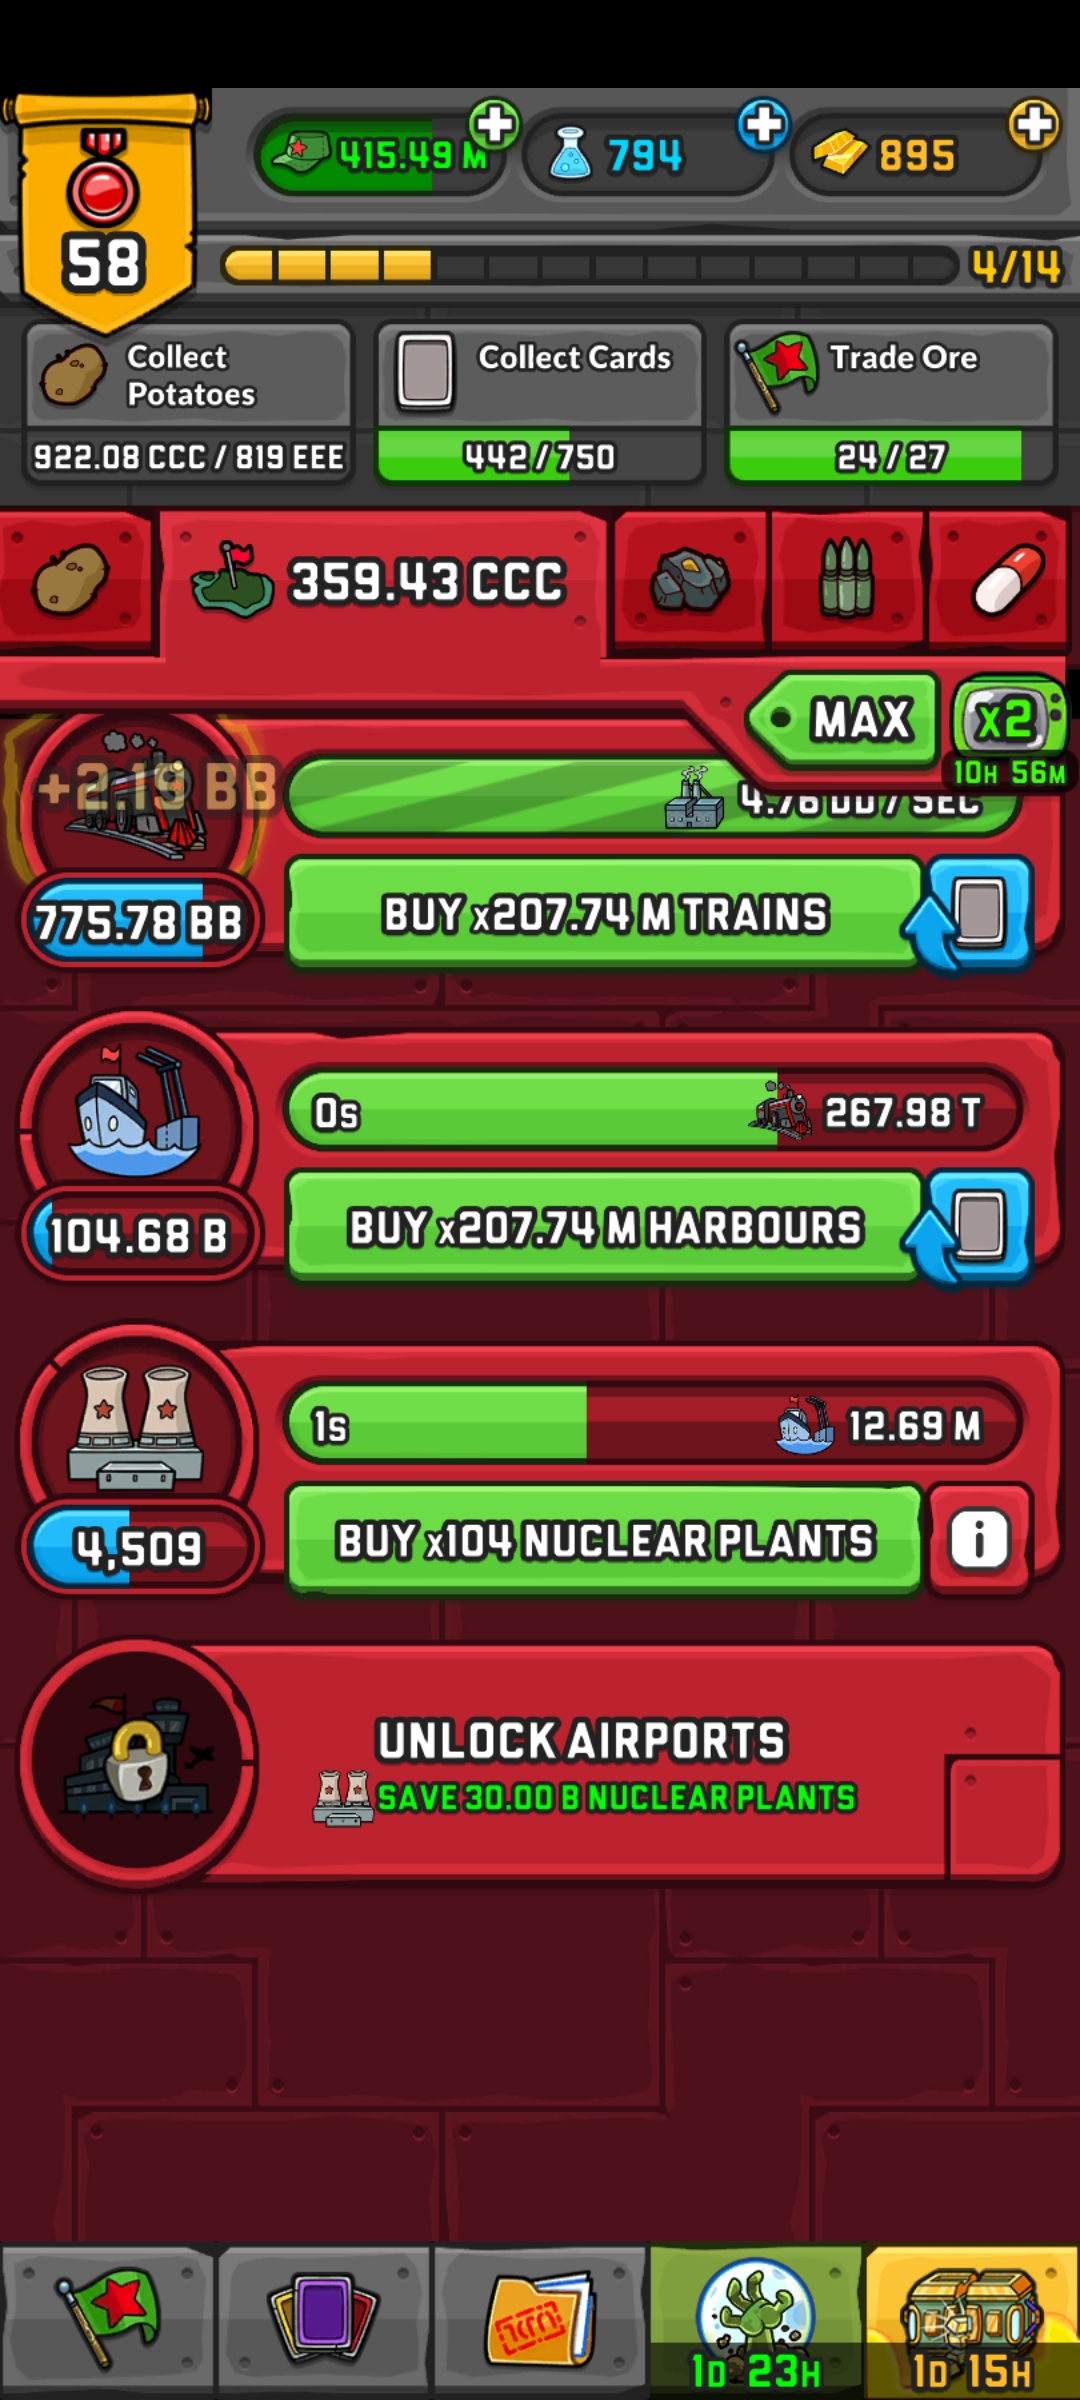 415.49 M
794
895
58
4/14
Collect
Potatoes
922.08 CCC / 819 EEE
Collect Cards
442/750
Trade Ore
24/27
359.43 CCC
MAX
x2
10H 56M
+2.19 BB
/ SEC
775.78 BB
BUY x207.74 M TRAINS
0s
267.98 T
104.68 B
BUY x207.74 M HARBOURS
1s
12.69 M
4,509
BUY x104 NUCLEAR PLANTS
i
UNLOCK AIRPORTS
SAVE 30.00 B NUCLEAR PLANTS
1D 23H
1D 15H